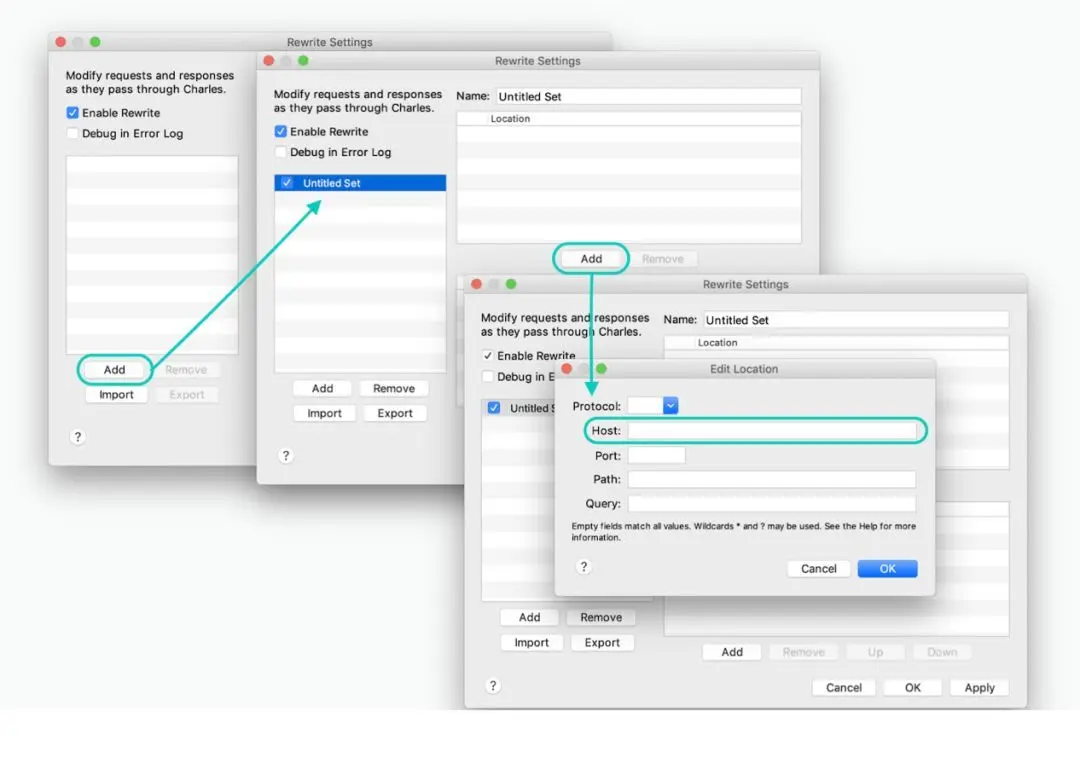 Rewrite Settings
Modify requests and responses
as they pass through Charles.
Enable Rewrite
Debug in Error Log
Add
Remove
Import
Export
?
Rewrite Settings
Modify requests and responses
as they pass through Charles.
Enable Rewrite
Debug in Error Log
Untitled Set
Add
Remove
Import
Export
?
Name: Untitled Set
Location
Add
Remove
Rewrite Settings
Modify requests and responses
as they pass through Charles.
Enable Rewrite
Debug in E
Untitled S
Add
Remove
Import
Export
?
Name: Untitled Set
Location
Edit Location
Protocol:
Host:
Port:
Path:
Query:
Empty fields match all values. Wildcards * and ? may be used. See the Help for more
information.
?
Cancel
OK
Add
Remove
Up
Down
Cancel
OK
Apply